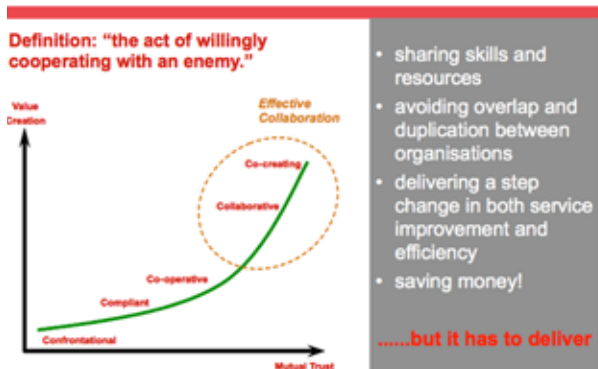 Definition: “the act of willingly
cooperating with an enemy.”
Value
Creation
Effective
Collaboration
Co-creating
Collaborative
Co-operative
Compliant
Confrontational
Mutual Trust
• sharing skills and
resources
• avoiding overlap and
duplication between
organisations
• delivering a step
change in both service
improvement and
efficiency
• saving money!
......but it has to deliver